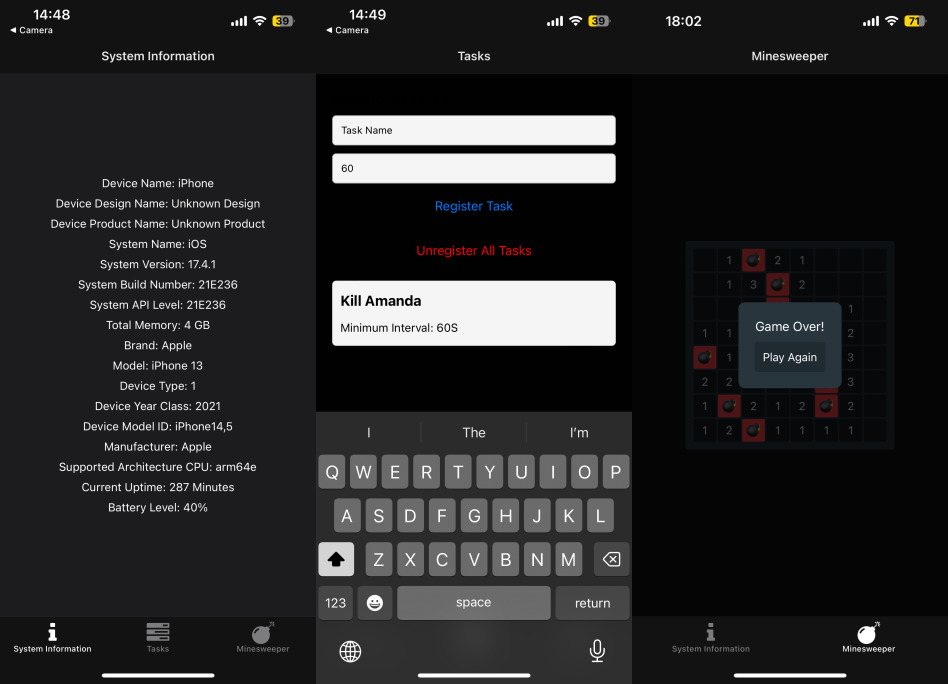 14:48
39
◀ Camera
System Information
Device Name: iPhone
Device Design Name: Unknown Design
Device Product Name: Unknown Product
System Name: iOS
System Version: 17.4.1
System Build Number: 21E236
System API Level: 21E236
Total Memory: 4 GB
Brand: Apple
Model: iPhone 13
Device Type: 1
Device Year Class: 2021
Device Model ID: iPhone14,5
Manufacturer: Apple
Supported Architecture CPU: arm64e
Current Uptime: 287 Minutes
Battery Level: 40%
System Information
Tasks
Minesweeper
14:49
39
◀ Camera
Tasks
Task Name
60
Register Task
Unregister All Tasks
Kill Amanda
Minimum Interval: 60S
I The I'm
Q W E R T Y U I O P
A S D F G H J K L
Z X C V B N M
123 space return
18:02
71
Minesweeper
1 2 1
1 3 2
1
1 1 2
1 3
2 2 3
1 2 1 2 2
1 2 1 1 1 1
Game Over!
Play Again
System Information
Minesweeper